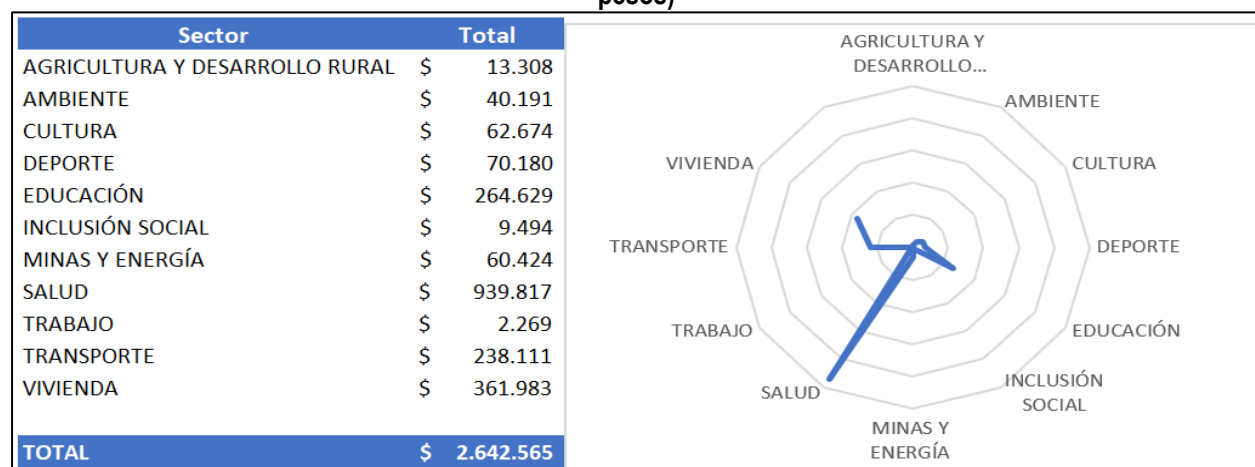 pesos)
Sector Total
AGRICULTURA Y DESARROLLO RURAL $ 13.308
AMBIENTE $ 40.191
CULTURA $ 62.674
DEPORTE $ 70.180
EDUCACIÓN $ 264.629
INCLUSIÓN SOCIAL $ 9.494
MINAS Y ENERGÍA $ 60.424
SALUD $ 939.817
TRABAJO $ 2.269
TRANSPORTE $ 238.111
VIVIENDA $ 361.983
TOTAL $ 2.642.565
AGRICULTURA Y
DESARROLLO...
AMBIENTE
CULTURA
DEPORTE
EDUCACIÓN
INCLUSIÓN
SOCIAL
MINAS Y
ENERGÍA
SALUD
TRABAJO
TRANSPORTE
VIVIENDA